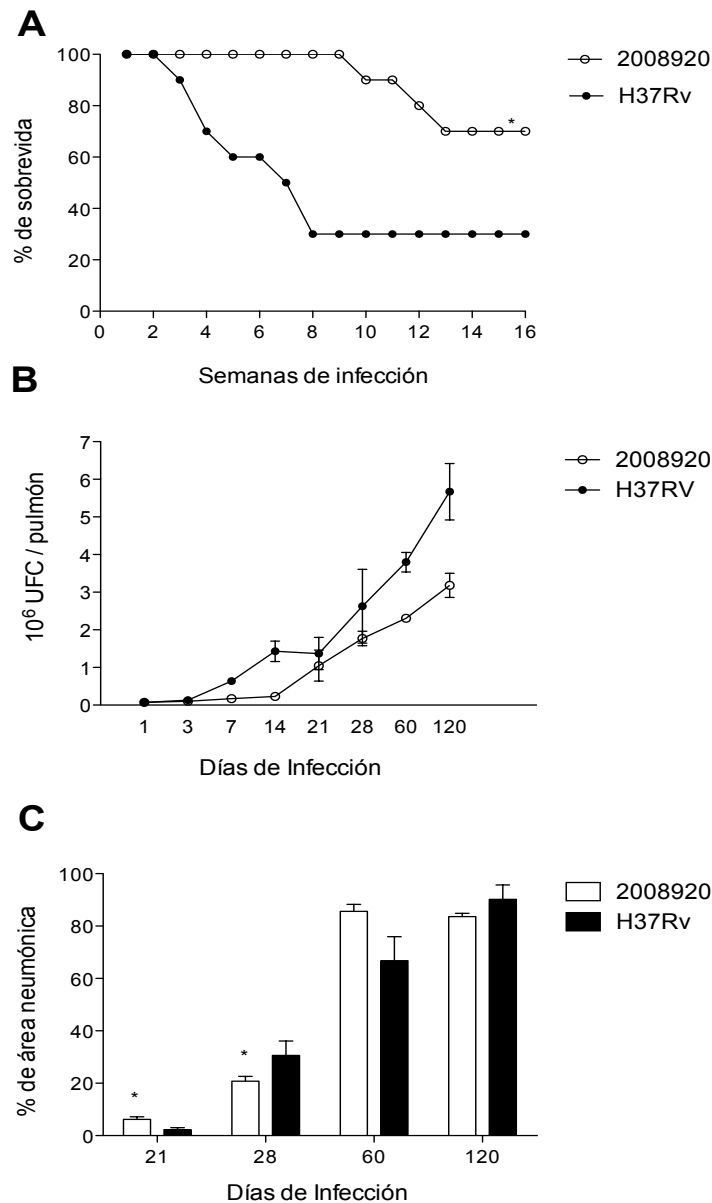 A
100
80
60
40
20
0
% de sobrevida
0 2 4 6 8 10 12 14 16
Semanas de infección
2008920
H37Rv
*
B
7
6
5
4
3
2
1
0
10⁶ UFC / pulmón
1 3 7 14 21 28 60 120
Días de Infección
2008920
H37RV
C
100
80
60
40
20
0
% de área neumónica
* *
21 28 60 120
Días de Infección
2008920
H37Rv